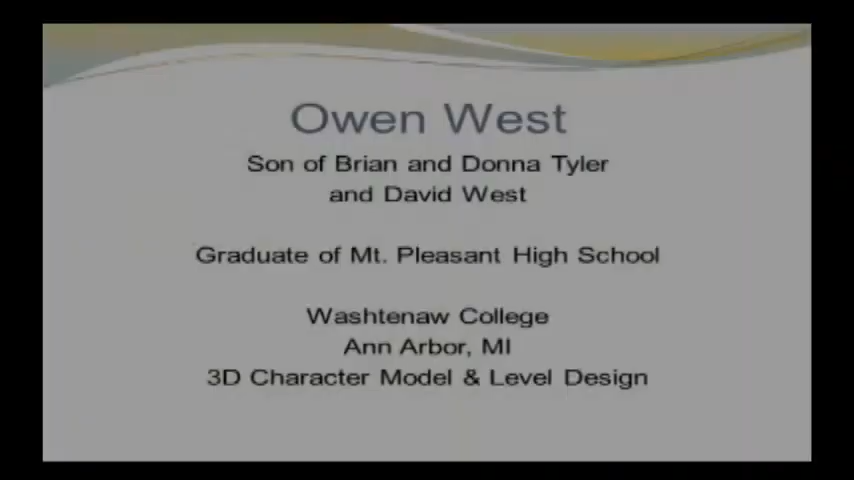 Owen West
Son of Brian and Donna Tyler
and David West
Graduate of Mt. Pleasant High School
Washtenaw College
Ann Arbor, MI
3D Character Model & Level Design